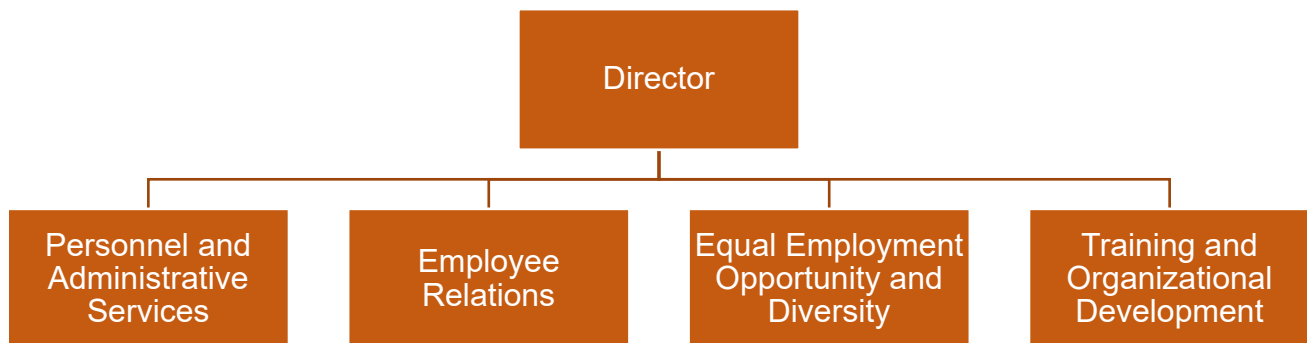 Director
Personnel and
Administrative
Services
Employee
Relations
Equal Employment
Opportunity and
Diversity
Training and
Organizational
Development